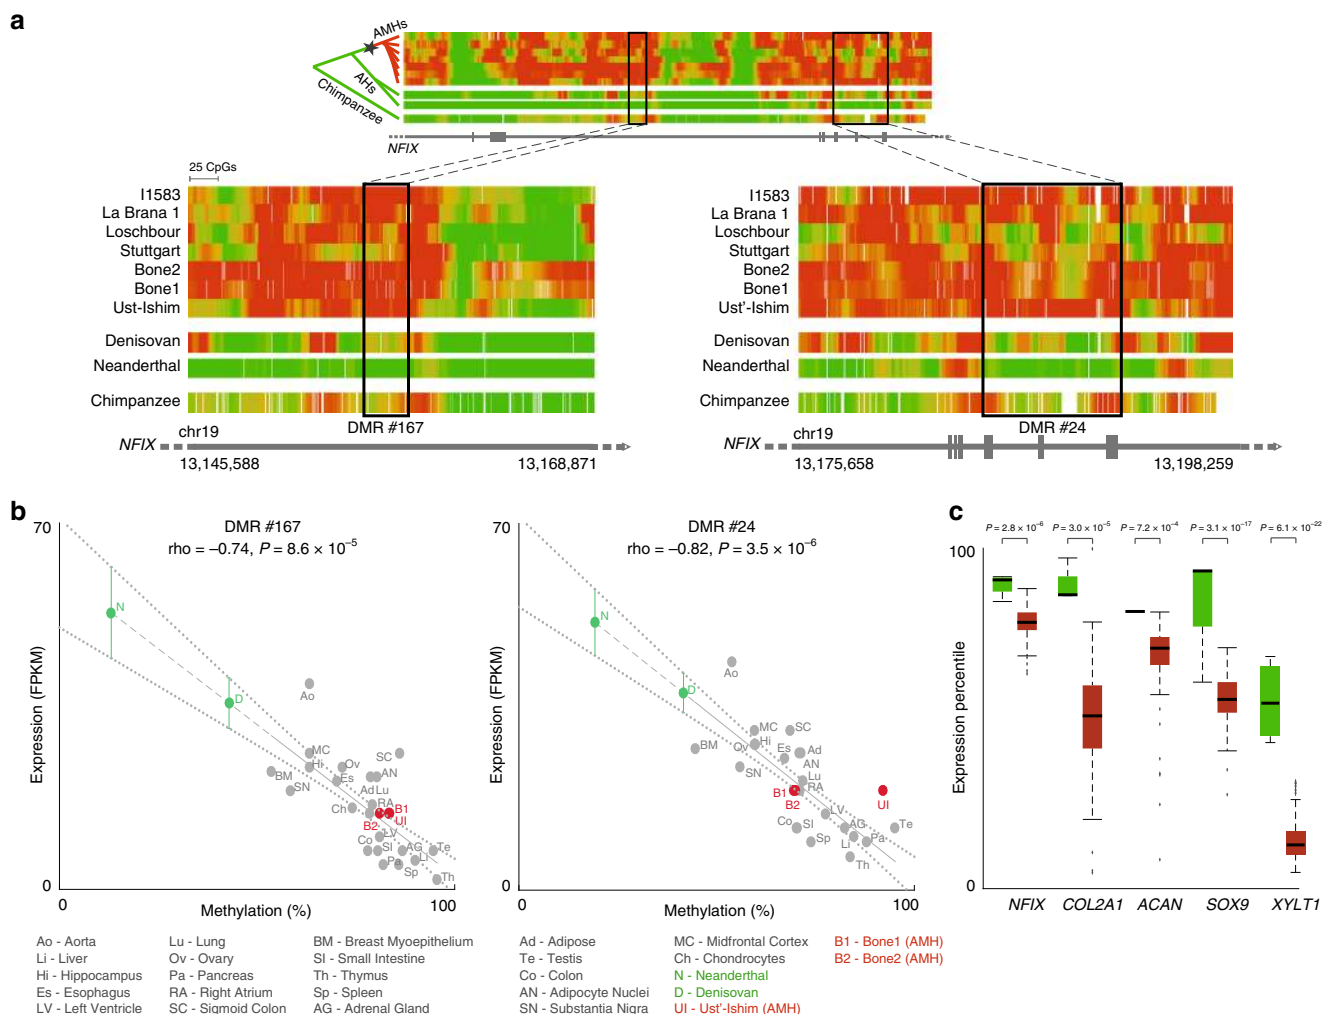 a
AMHs
AHs
Chimpanzee
NFIX
25 CpGs
I1583
La Brana 1
Loschbour
Stuttgart
Bone2
Bone1
Ust-Ishim
Denisovan
Neanderthal
Chimpanzee
DMR #167
chr19
NFIX
13,145,588
13,168,871
I1583
La Brana 1
Loschbour
Stuttgart
Bone2
Bone1
Ust'-Ishim
Denisovan
Neanderthal
Chimpanzee
DMR #24
chr19
NFIX
13,175,658
13,198,259
b
DMR #167
rho = –0.74, P = 8.6 × 10–5
70
Expression (FPKM)
0
0
100
Methylation (%)
N
D
Ao
MC
Hi
SC
Ov
BM
SN
Es
AN
Ad
Lu
RA
Ch
B1
UI
B2
LV
Co
SI
AG
Te
Li
Pa
Sp
Th
DMR #24
rho = –0.82, P = 3.5 × 10–6
70
Expression (FPKM)
0
0
100
Methylation (%)
N
D
Ao
MC
SC
BM
Ov
Hi
Es
Ad
AN
SN
Lu
RA
B1
B2
UI
LV
Co
SI
AG
Te
Sp
Li
Pa
Th
c
P = 2.8 × 10–6
P = 3.0 × 10–5
P = 7.2 × 10–4
P = 3.1 × 10–17
P = 6.1 × 10–22
100
Expression percentile
0
NFIX
COL2A1
ACAN
SOX9
XYLT1
Ao - Aorta
Li - Liver
Hi - Hippocampus
Es - Esophagus
LV - Left Ventricle
Lu - Lung
Ov - Ovary
Pa - Pancreas
RA - Right Atrium
SC - Sigmoid Colon
BM - Breast Myoepithelium
SI - Small Intestine
Th - Thymus
Sp - Spleen
AG - Adrenal Gland
Ad - Adipose
Te - Testis
Co - Colon
AN - Adipocyte Nuclei
SN - Substantia Nigra
MC - Midfrontal Cortex
Ch - Chondrocytes
N - Neanderthal
D - Denisovan
UI - Ust'-Ishim (AMH)
B1 - Bone1 (AMH)
B2 - Bone2 (AMH)